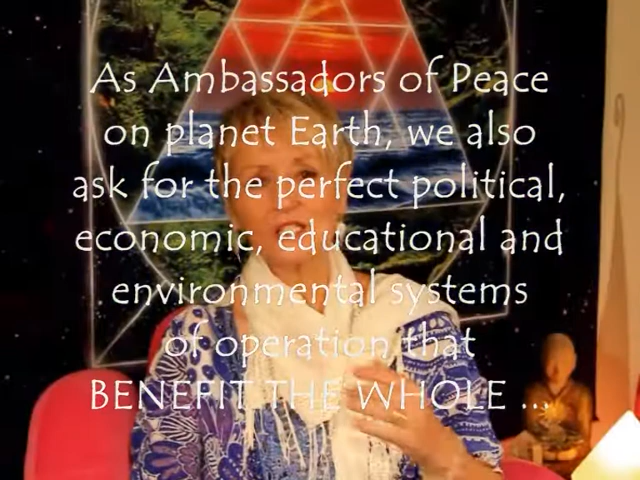 As Ambassadors of Peace
on planet Earth, we also
ask for the perfect political,
economic, educational and
environmental systems
of operation that
BENEFIT THE WHOLE ...